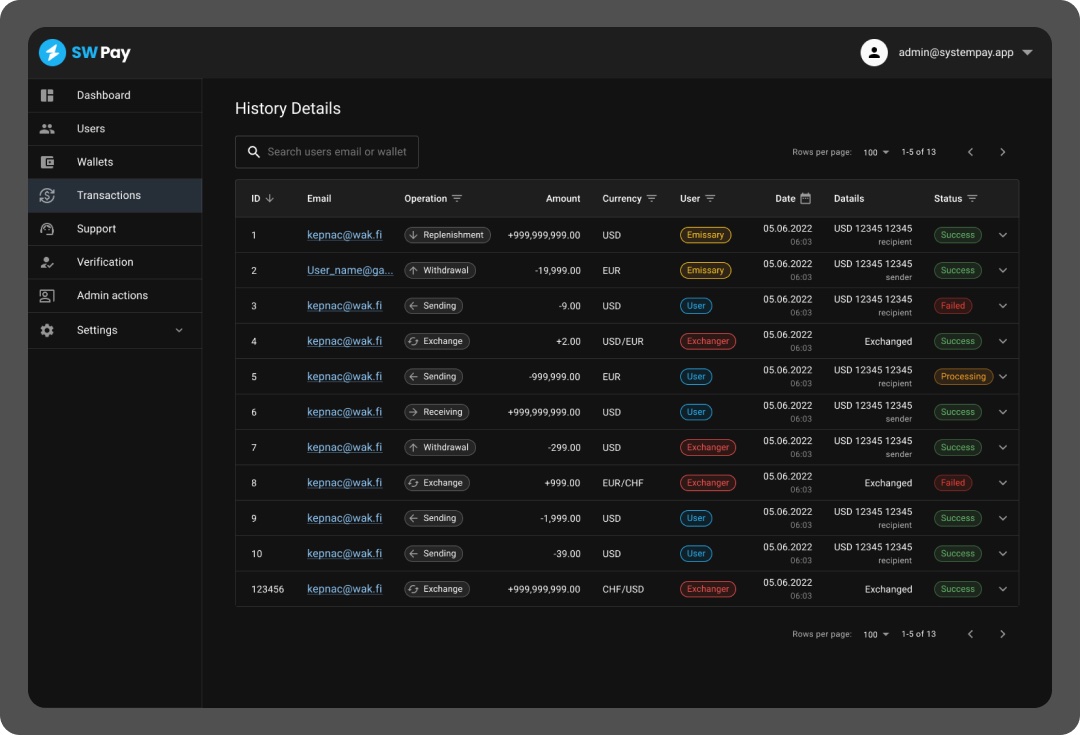 SW Pay
admin@systempay.app
Dashboard
Users
Wallets
Transactions
Support
Verification
Admin actions
Settings
History Details
Search users email or wallet
Rows per page: 100 1-5 of 13
ID Email Operation Amount Currency User Date Datails Status
1 kepnac@wak.fi Replenishment +999,999,999.00 USD Emissary 05.06.2022 06:03 USD 12345 12345 recipient Success
2 User_name@ga... Withdrawal -19,999.00 EUR Emissary 05.06.2022 06:03 USD 12345 12345 sender Success
3 kepnac@wak.fi Sending -9.00 USD User 05.06.2022 06:03 USD 12345 12345 recipient Failed
4 kepnac@wak.fi Exchange +2.00 USD/EUR Exchanger 05.06.2022 06:03 Exchanged Success
5 kepnac@wak.fi Sending -999,999.00 EUR User 05.06.2022 06:03 USD 12345 12345 recipient Processing
6 kepnac@wak.fi Receiving +999,999,999.00 USD User 05.06.2022 06:03 USD 12345 12345 sender Success
7 kepnac@wak.fi Withdrawal -299.00 USD Exchanger 05.06.2022 06:03 USD 12345 12345 sender Success
8 kepnac@wak.fi Exchange +999.00 EUR/CHF Exchanger 05.06.2022 06:03 Exchanged Failed
9 kepnac@wak.fi Sending -1,999.00 USD User 05.06.2022 06:03 USD 12345 12345 recipient Success
10 kepnac@wak.fi Sending -39.00 USD User 05.06.2022 06:03 USD 12345 12345 recipient Success
123456 kepnac@wak.fi Exchange +999,999,999.00 CHF/USD Exchanger 05.06.2022 06:03 Exchanged Success
Rows per page: 100 1-5 of 13